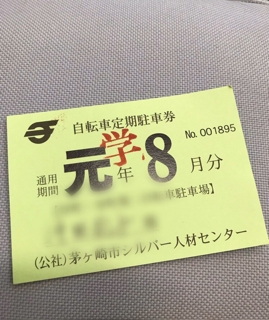 自転車定期駐車券
No. 001895
通用期間 元年 学 8月分
車駐車場】
(公社)茅ヶ崎市シルバー人材センター